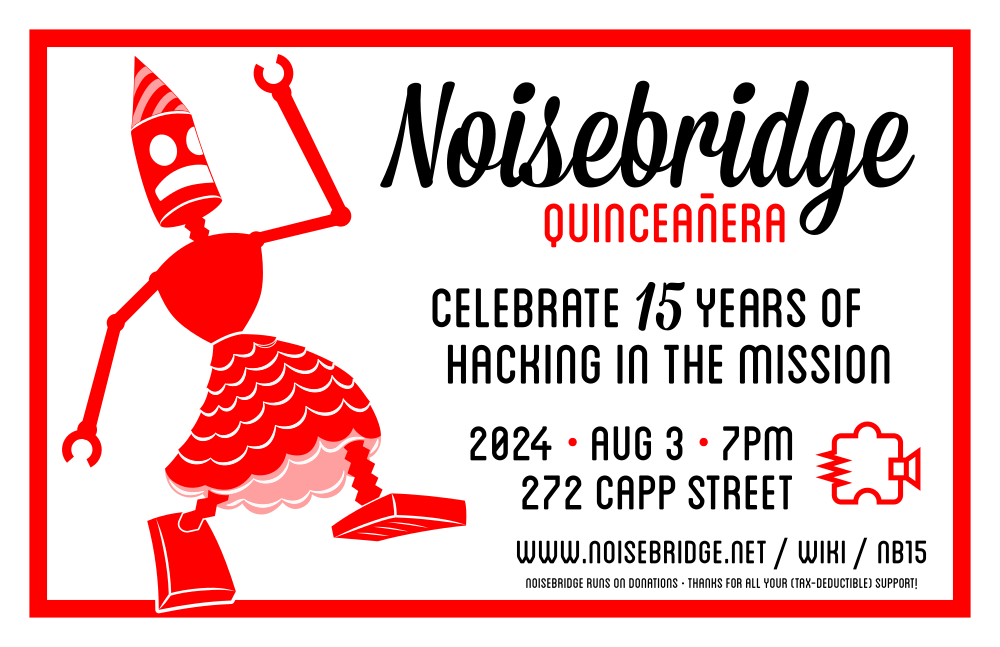 Noisebridge
QUINCEAÑERA
CELEBRATE 15 YEARS OF
HACKING IN THE MISSION
2024 • AUG 3 • 7PM
272 CAPP STREET
WWW.NOISEBRIDGE.NET / WIKI / NB15
NOISEBRIDGE RUNS ON DONATIONS · THANKS FOR ALL YOUR (TAX-DEDUCTIBLE) SUPPORT!